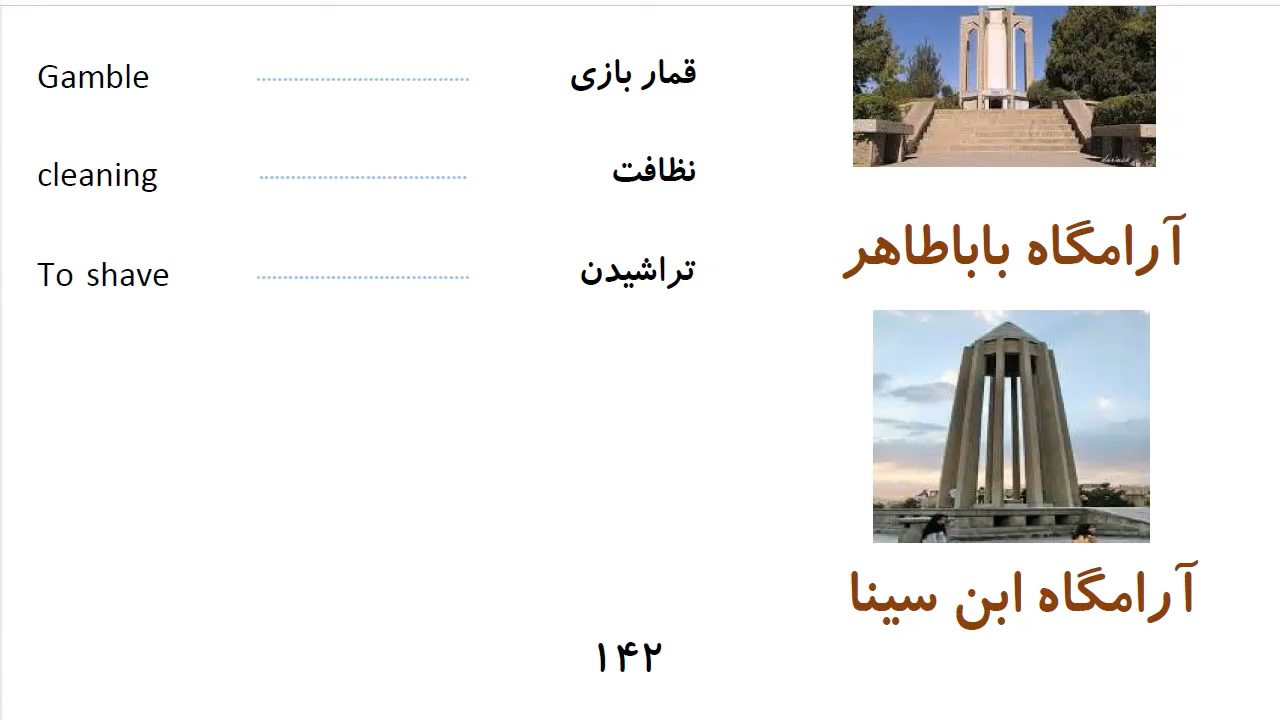 Gamble قمار بازی
cleaning نظافت
To shave تراشیدن
آرامگاه باباطاهر
آرامگاه ابن سینا
۱۴۲